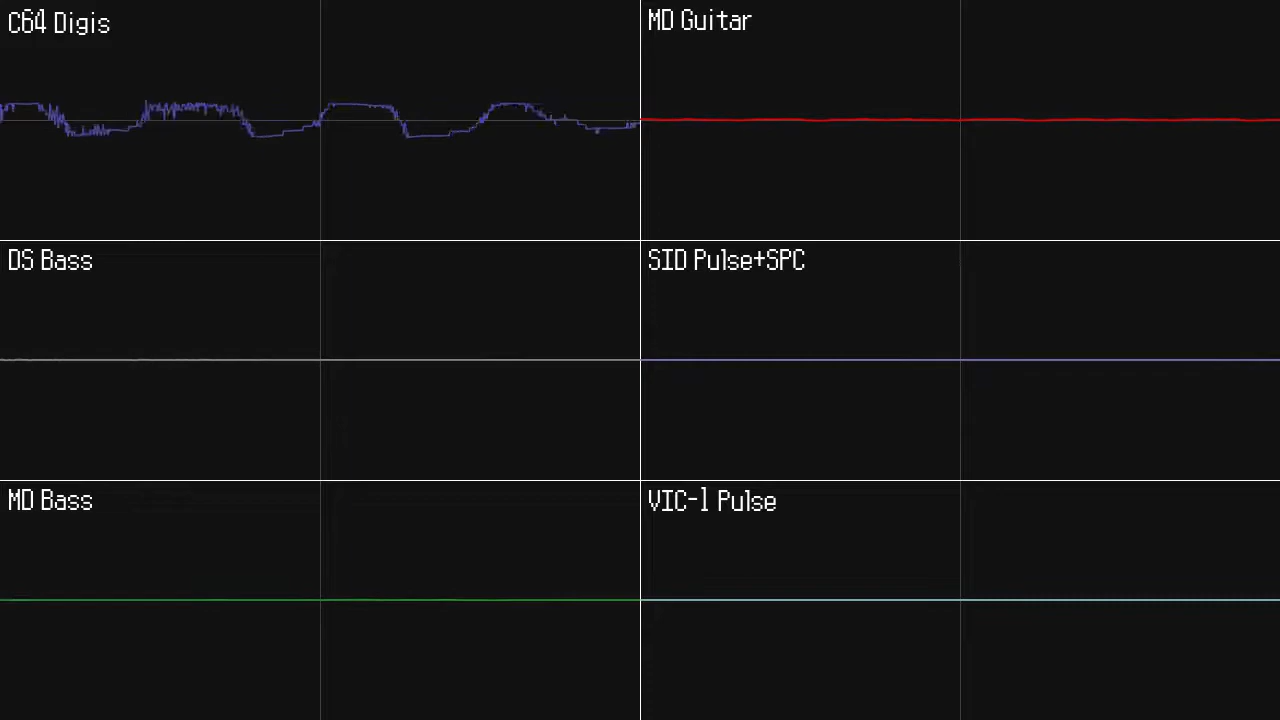 C64 Digis
MD Guitar
DS Bass
SID Pulse+SPC
MD Bass
VIC-1 Pulse